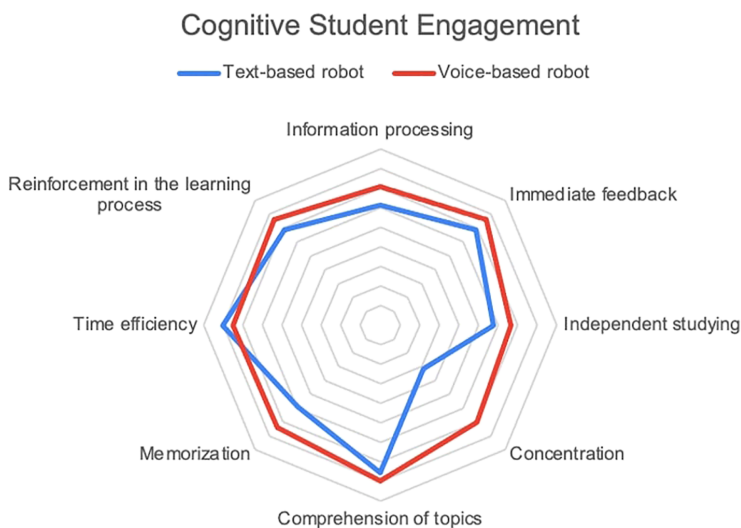 Cognitive Student Engagement
Text-based robot
Voice-based robot
Information processing
Reinforcement in the learning
process
Immediate feedback
Time efficiency
Independent studying
Memorization
Concentration
Comprehension of topics